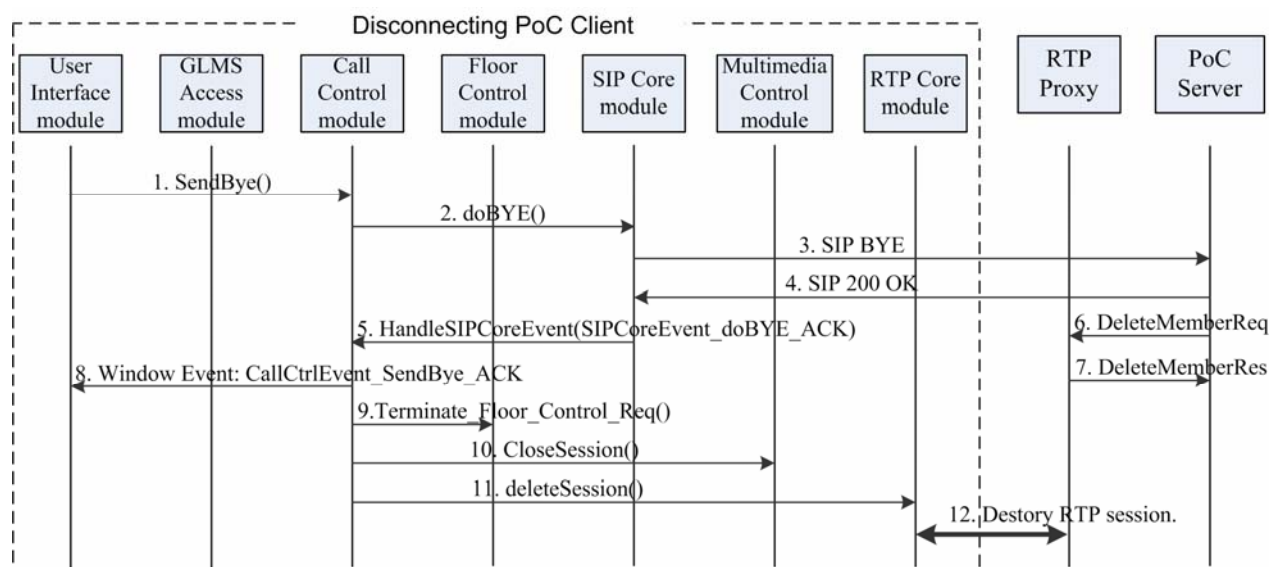 Disconnecting PoC Client
User
Interface
module
GLMS
Access
module
Call
Control
module
Floor
Control
module
SIP Core
module
Multimedia
Control
module
RTP Core
module
RTP
Proxy
PoC
Server
1. SendBye()
2. doBYE()
3. SIP BYE
4. SIP 200 OK
5. HandleSIPCoreEvent(SIPCoreEvent_doBYE_ACK)
6. DeleteMemberReq
7. DeleteMemberRes
8. Window Event: CallCtrlEvent_SendBye_ACK
9.Terminate_Floor_Control_Req()
10. CloseSession()
11. deleteSession()
12. Destory RTP session.